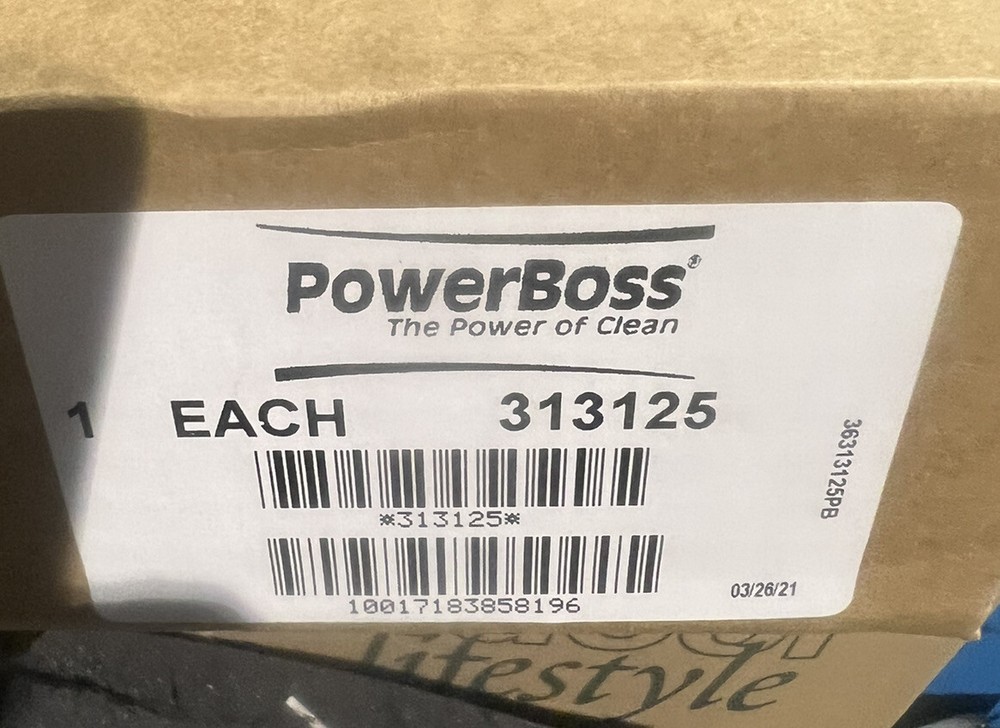 PowerBoss®
The Power of Clean
1 EACH 313125
*313125*
10017183858196
03/26/21
36313125PB
lifestyle